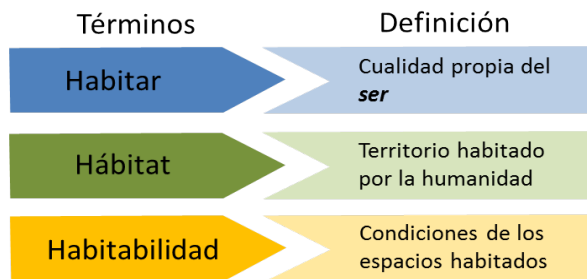 Términos
Definición
Habitar
Cualidad propia del
ser
Hábitat
Territorio habitado
por la humanidad
Habitabilidad
Condiciones de los
espacios habitados